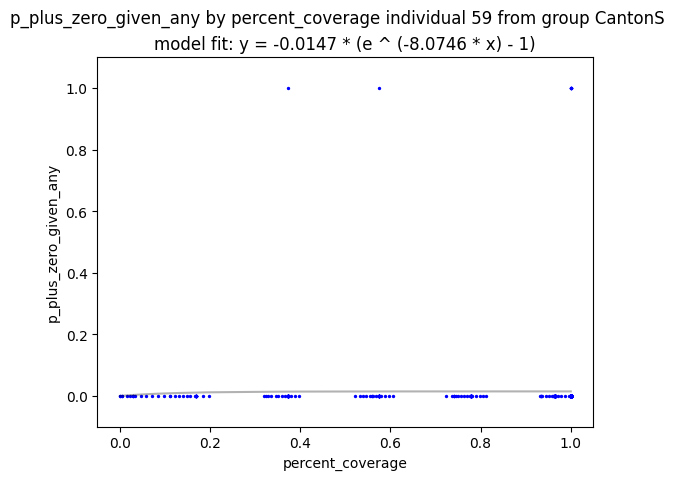 p_plus_zero_given_any by percent_coverage individual 59 from group CantonS
model fit: y = -0.0147 * (e ^ (-8.0746 * x) - 1)
1.0
0.8
0.6
0.4
0.2
0.0
p_plus_zero_given_any
0.0 0.2 0.4 0.6 0.8 1.0
percent_coverage